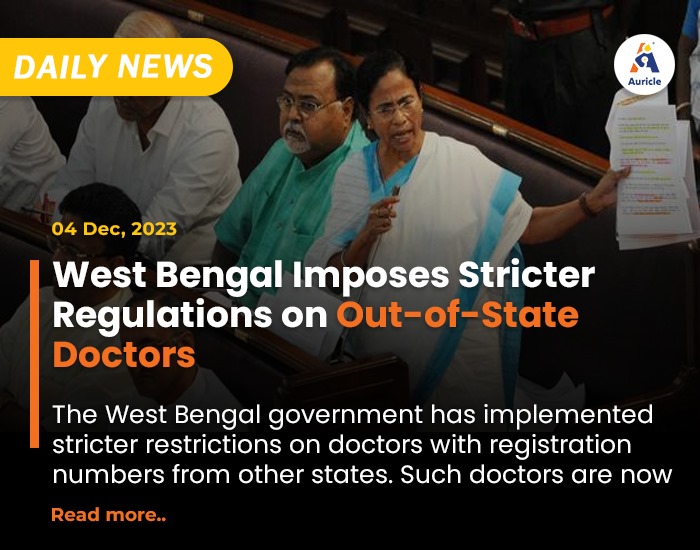 DAILY NEWS
Auricle
04 Dec, 2023
West Bengal Imposes Stricter
Regulations on Out-of-State
Doctors
The West Bengal government has implemented
stricter restrictions on doctors with registration
numbers from other states. Such doctors are now
Read more..